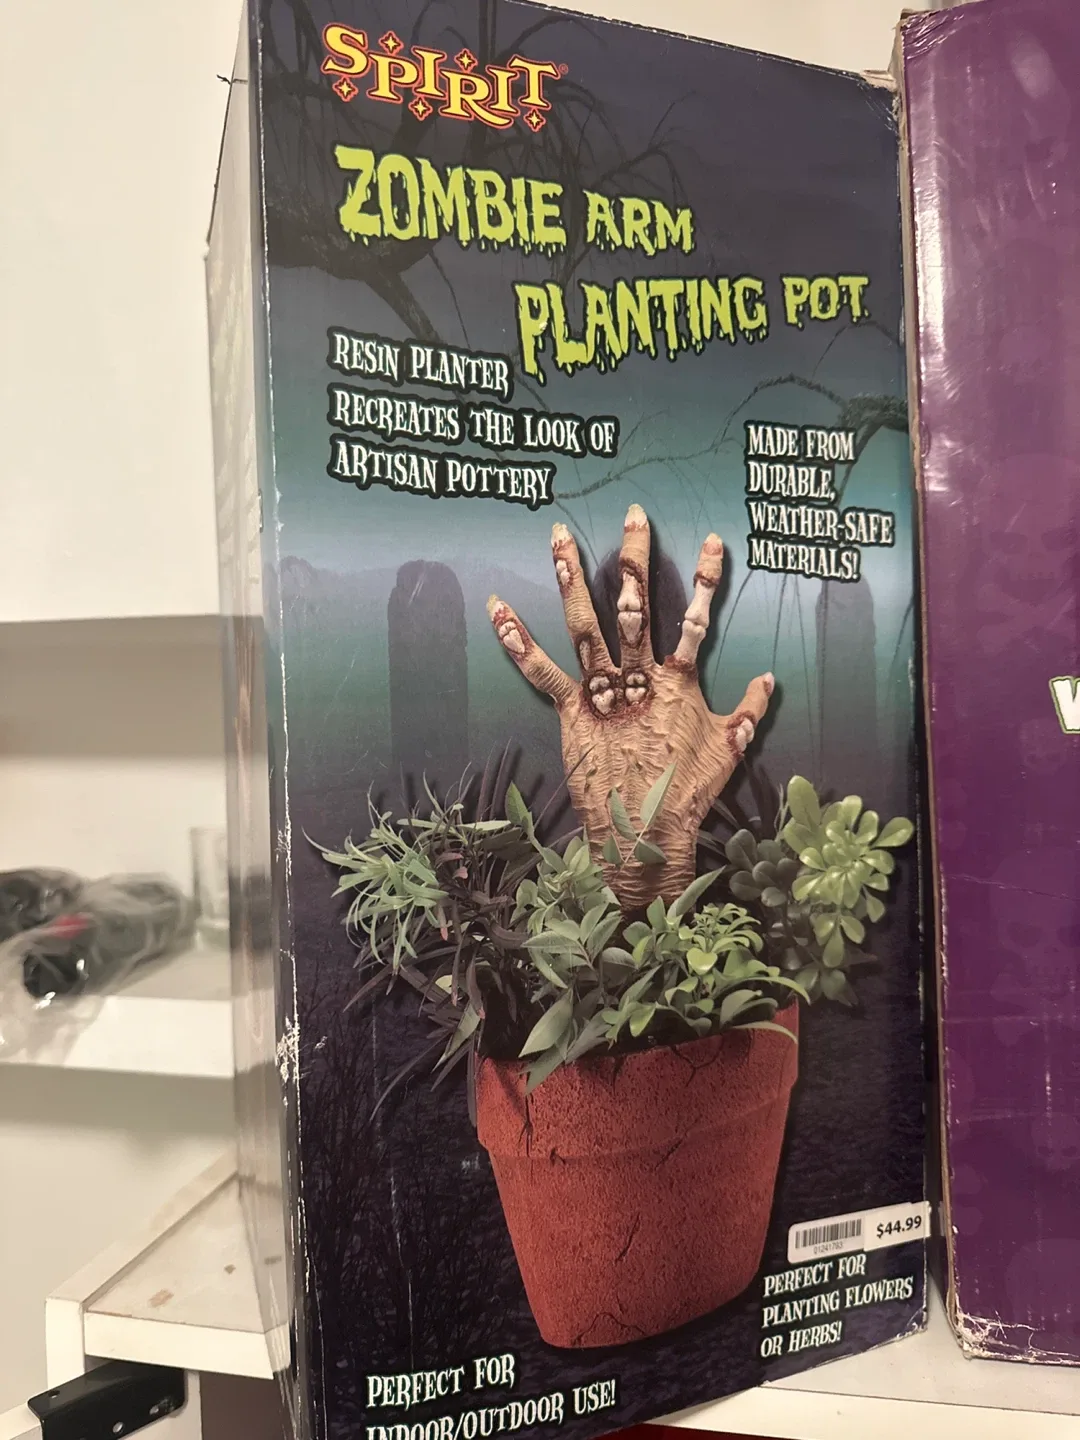 SPIRIT®
ZOMBIE ARM
PLANTING POT
RESIN PLANTER
RECREATES THE LOOK OF
ARTISAN POTTERY
MADE FROM
DURABLE,
WEATHER-SAFE
MATERIALS!
$44.99
01241763
PERFECT FOR
PLANTING FLOWERS
OR HERBS!
PERFECT FOR
INDOOR/OUTDOOR USE!